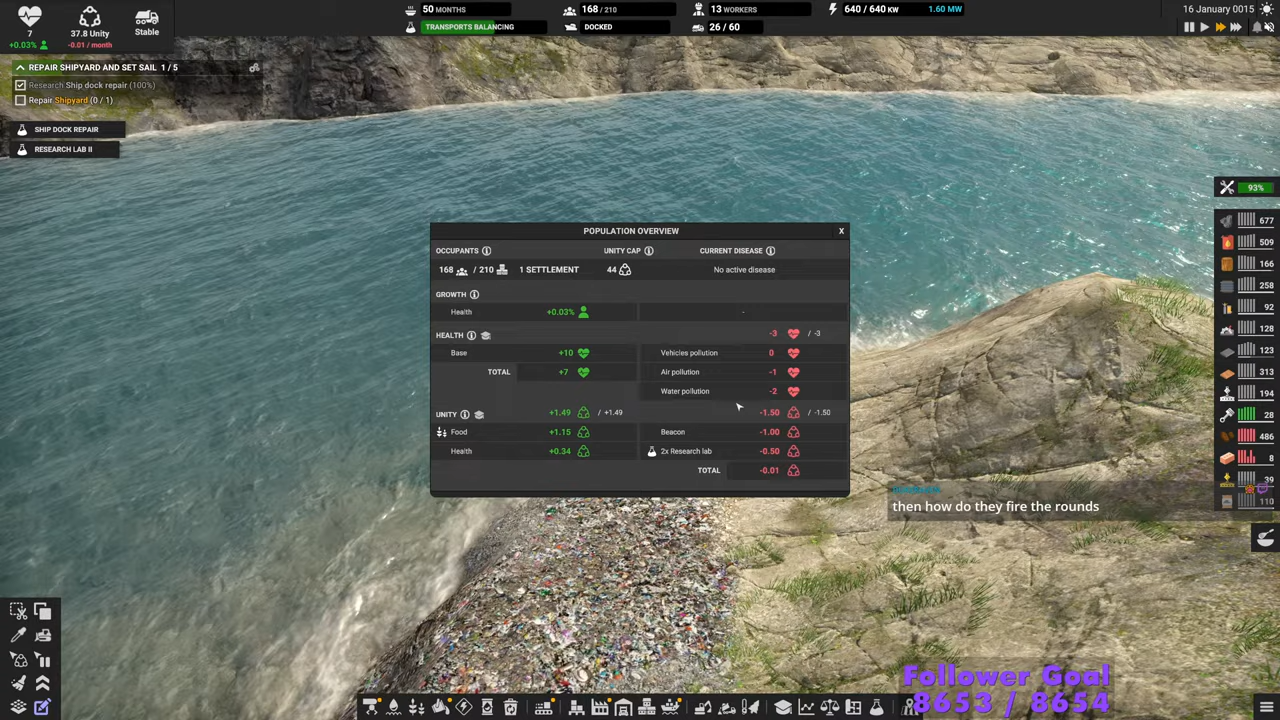 50 MONTHS
168 / 210
13 WORKERS
640 / 640 KW
1.60 MW
16 January 0015
7
37.8 Unity
Stable
+0.03%
-0.01 / month
TRANSPORTS BALANCING
DOCKED
26 / 60
REPAIR SHIPYARD AND SET SAIL 1 / 5
Research Ship dock repair (100%)
Repair Shipyard (0 / 1)
SHIP DOCK REPAIR
RESEARCH LAB II
93%
677
509
166
258
92
128
123
313
194
28
486
8
39
110
POPULATION OVERVIEW
X
OCCUPANTS
UNITY CAP
CURRENT DISEASE
168 / 210
1 SETTLEMENT
44
No active disease
GROWTH
Health +0.03%
-
HEALTH
-3 / -3
Base +10
Vehicles pollution 0
TOTAL +7
Air pollution -1
Water pollution -2
UNITY +1.49 / +1.49
-1.50 / -1.50
Food +1.15
Beacon -1.00
Health +0.34
2x Research lab -0.50
TOTAL -0.01
then how do they fire the rounds
Follower Goal
8653 / 8654